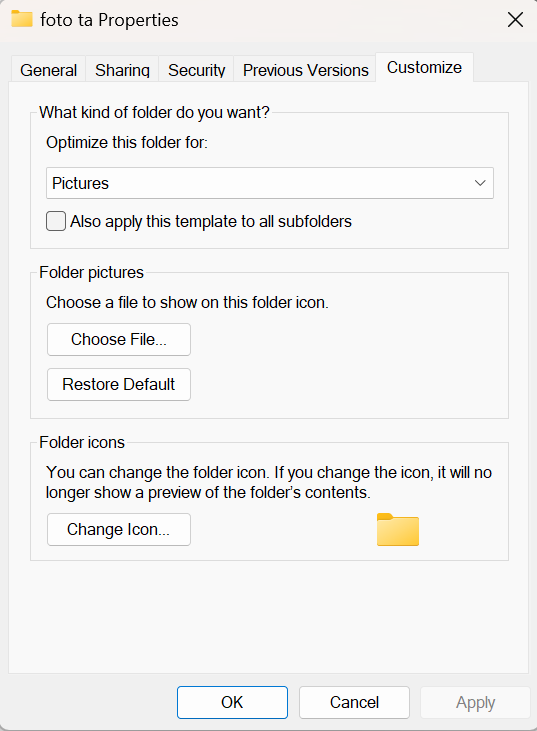 foto ta Properties
General
Sharing
Security
Previous Versions
Customize
What kind of folder do you want?
Optimize this folder for:
Pictures
Also apply this template to all subfolders
Folder pictures
Choose a file to show on this folder icon.
Choose File...
Restore Default
Folder icons
You can change the folder icon. If you change the icon, it will no
longer show a preview of the folder's contents.
Change Icon...
OK
Cancel
Apply